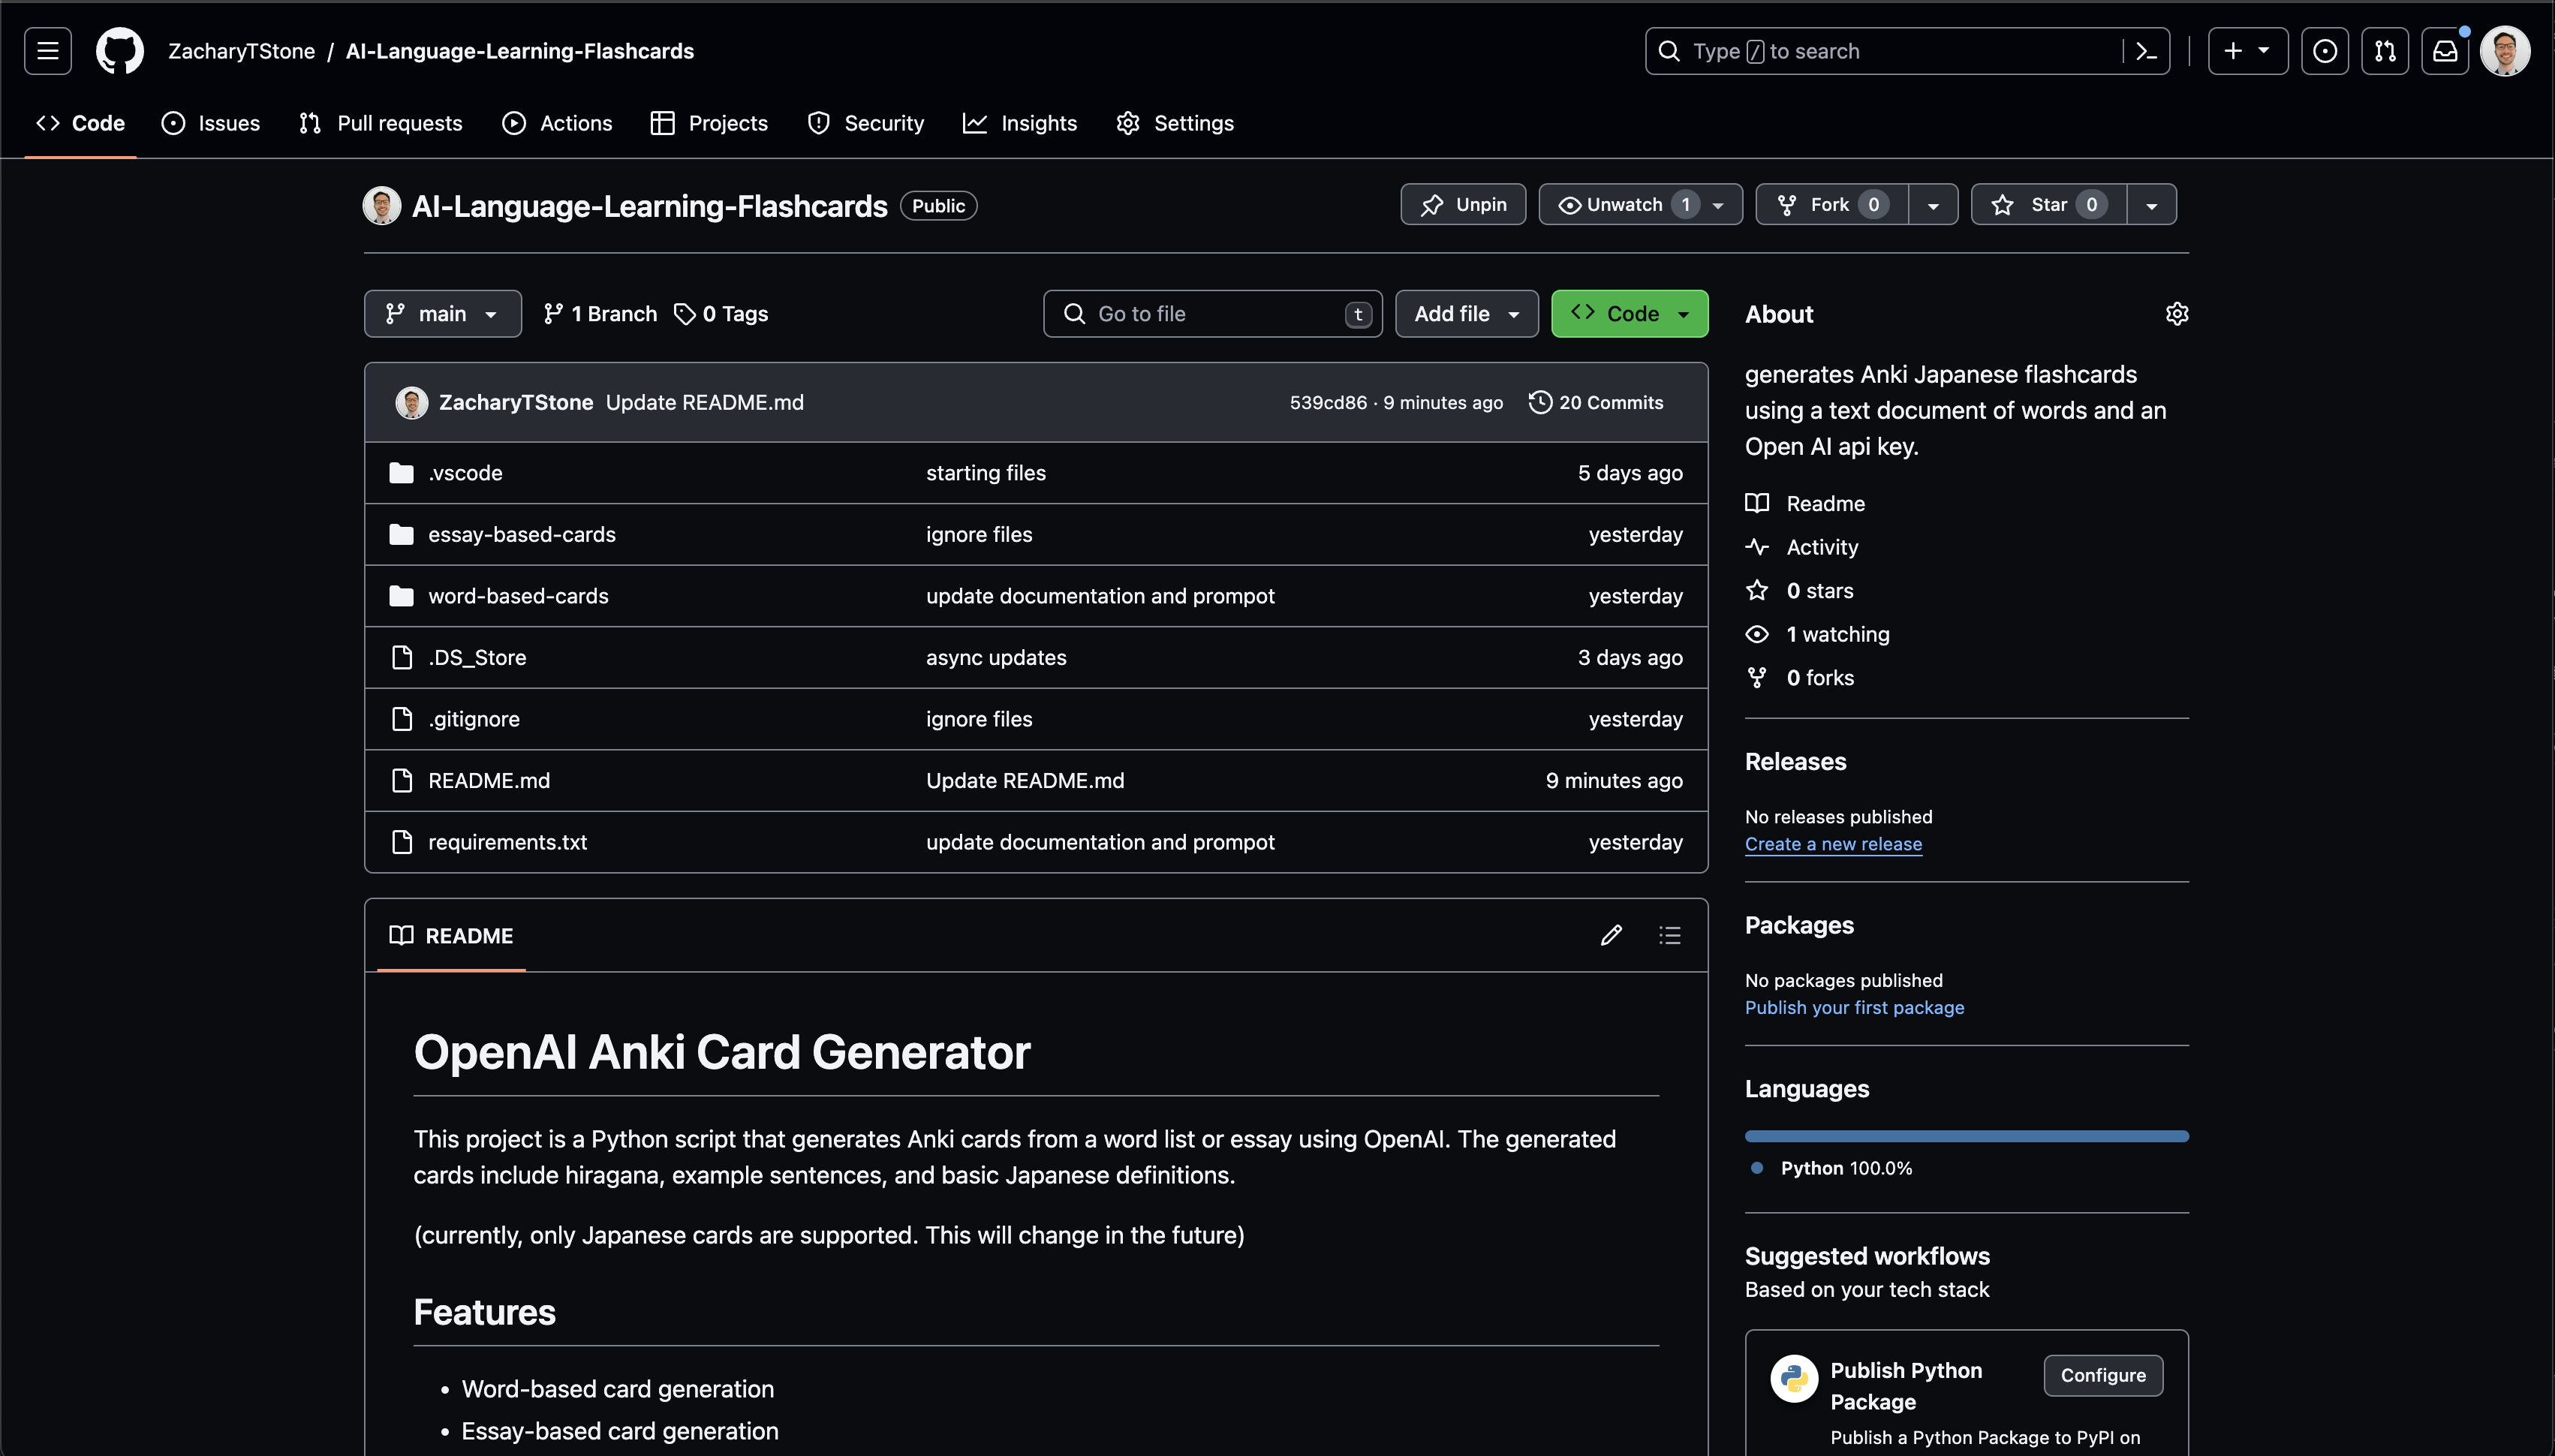 ZacharyTStone / AI-Language-Learning-Flashcards
Type / to search
Code Issues Pull requests Actions Projects Security Insights Settings
AI-Language-Learning-Flashcards Public
Unpin Unwatch 1 Fork 0 Star 0
main 1 Branch 0 Tags
Go to file t Add file Code
ZacharyTStone Update README.md 539cd86 · 9 minutes ago 20 Commits
.vscode starting files 5 days ago
essay-based-cards ignore files yesterday
word-based-cards update documentation and prompot yesterday
.DS_Store async updates 3 days ago
.gitignore ignore files yesterday
README.md Update README.md 9 minutes ago
requirements.txt update documentation and prompot yesterday
README
OpenAI Anki Card Generator
This project is a Python script that generates Anki cards from a word list or essay using OpenAI. The generated
cards include hiragana, example sentences, and basic Japanese definitions.
(currently, only Japanese cards are supported. This will change in the future)
Features
• Word-based card generation
• Essay-based card generation
About
generates Anki Japanese flashcards
using a text document of words and an
Open AI api key.
Readme
Activity
0 stars
1 watching
0 forks
Releases
No releases published
Create a new release
Packages
No packages published
Publish your first package
Languages
Python 100.0%
Suggested workflows
Based on your tech stack
Publish Python
Package
Configure
Publish a Python Package to PyPI on